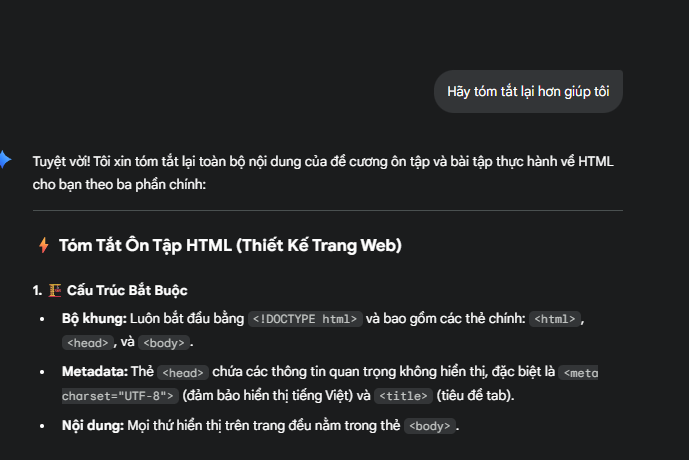 Hãy tóm tắt lại hơn giúp tôi
Tuyệt vời! Tôi xin tóm tắt lại toàn bộ nội dung của đề cương ôn tập và bài tập thực hành về HTML
cho bạn theo ba phần chính:
⚡ Tóm Tắt Ôn Tập HTML (Thiết Kế Trang Web)
1. 🏗️ Cấu Trúc Bắt Buộc
• Bộ khung: Luôn bắt đầu bằng <!DOCTYPE html> và bao gồm các thẻ chính: <html>,
<head>, và <body>.
• Metadata: Thẻ <head> chứa các thông tin quan trọng không hiển thị, đặc biệt là <meta
charset="UTF-8"> (đảm bảo hiển thị tiếng Việt) và <title> (tiêu đề tab).
• Nội dung: Mọi thứ hiển thị trên trang đều nằm trong thẻ <body>.